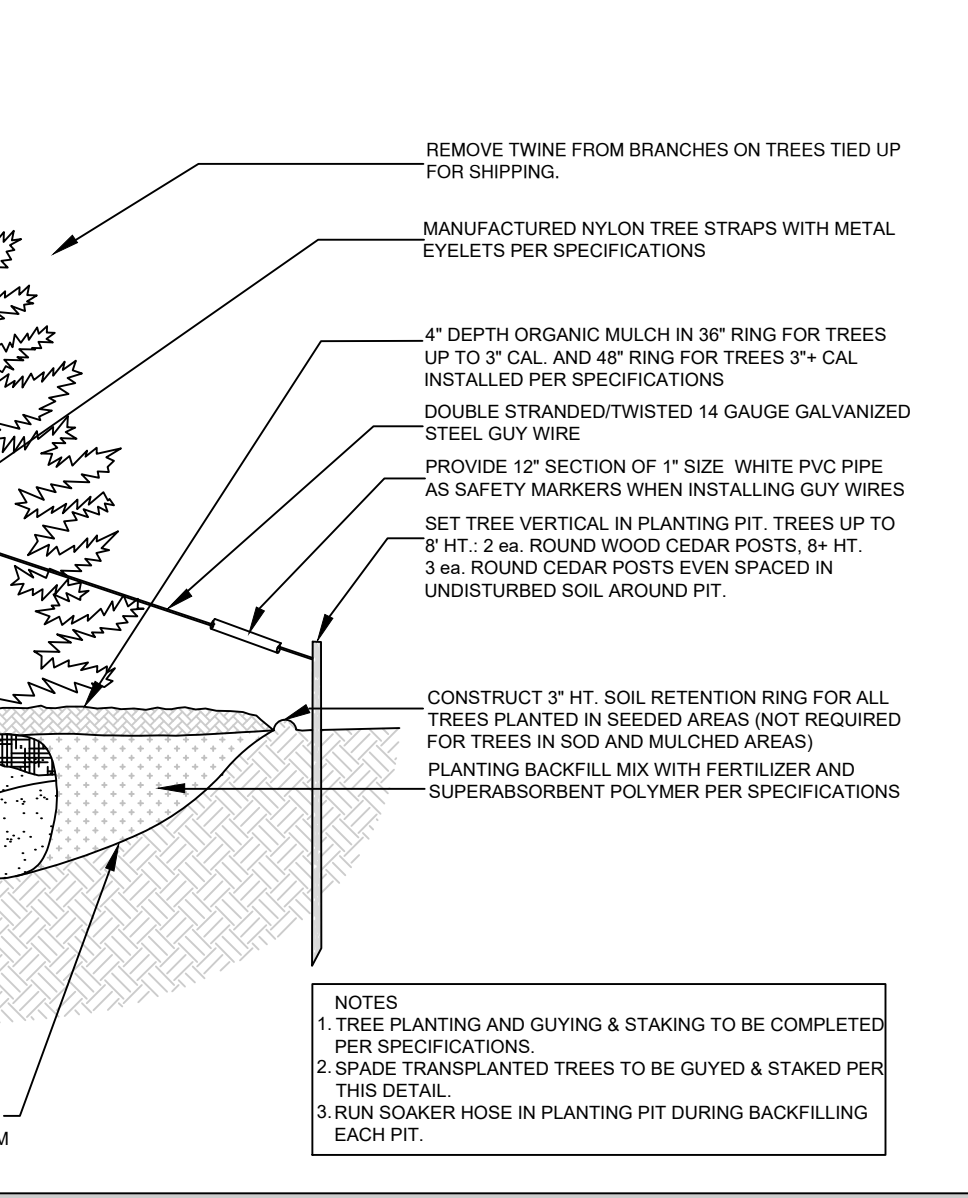 REMOVE TWINE FROM BRANCHES ON TREES TIED UP
FOR SHIPPING.
MANUFACTURED NYLON TREE STRAPS WITH METAL
EYELETS PER SPECIFICATIONS
4" DEPTH ORGANIC MULCH IN 36" RING FOR TREES
UP TO 3" CAL. AND 48" RING FOR TREES 3"+ CAL
INSTALLED PER SPECIFICATIONS
DOUBLE STRANDED/TWISTED 14 GAUGE GALVANIZED
STEEL GUY WIRE
PROVIDE 12" SECTION OF 1" SIZE WHITE PVC PIPE
AS SAFETY MARKERS WHEN INSTALLING GUY WIRES
SET TREE VERTICAL IN PLANTING PIT. TREES UP TO
8' HT.: 2 ea. ROUND WOOD CEDAR POSTS, 8+ HT.
3 ea. ROUND CEDAR POSTS EVEN SPACED IN
UNDISTURBED SOIL AROUND PIT.
CONSTRUCT 3" HT. SOIL RETENTION RING FOR ALL
TREES PLANTED IN SEEDED AREAS (NOT REQUIRED
FOR TREES IN SOD AND MULCHED AREAS)
PLANTING BACKFILL MIX WITH FERTILIZER AND
SUPERABSORBENT POLYMER PER SPECIFICATIONS
NOTES
1. TREE PLANTING AND GUYING & STAKING TO BE COMPLETED
PER SPECIFICATIONS.
2. SPADE TRANSPLANTED TREES TO BE GUYED & STAKED PER
THIS DETAIL.
3. RUN SOAKER HOSE IN PLANTING PIT DURING BACKFILLING
EACH PIT.